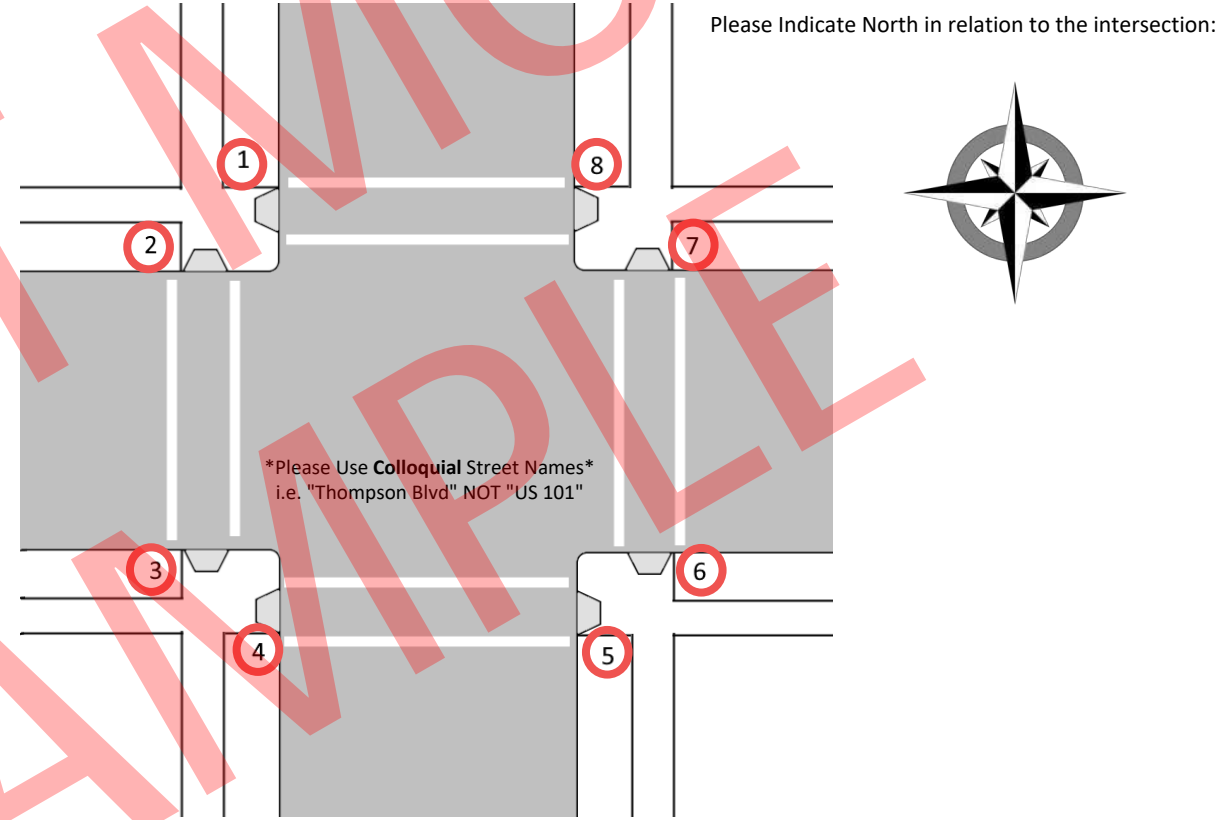 Please Indicate North in relation to the intersection:
1
8
2
7
*Please Use Colloquial Street Names*
i.e. "Thompson Blvd" NOT "US 101"
3
6
4
5
AMPLE